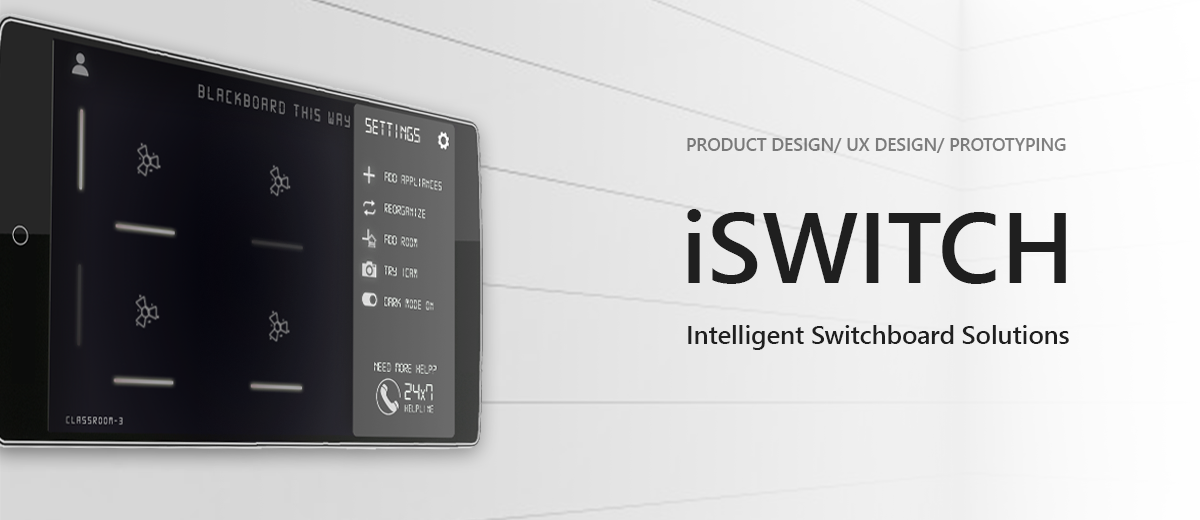 BLACKBOARD THIS WAY
SETTINGS
ADD APPLIANCES
REORGANIZE
ADD ROOM
TRY ICAM
DARK MODE ON
NEED MORE HELP?
24x7
HELPLINE
CLASSROOM-3
PRODUCT DESIGN/ UX DESIGN/ PROTOTYPING
iSWITCH
Intelligent Switchboard Solutions